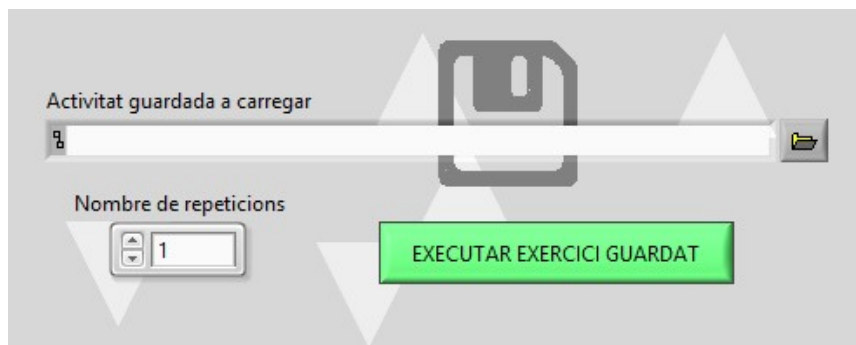 Activitat guardada a carregar
Nombre de repeticions
1
EXECUTAR EXERCICI GUARDAT